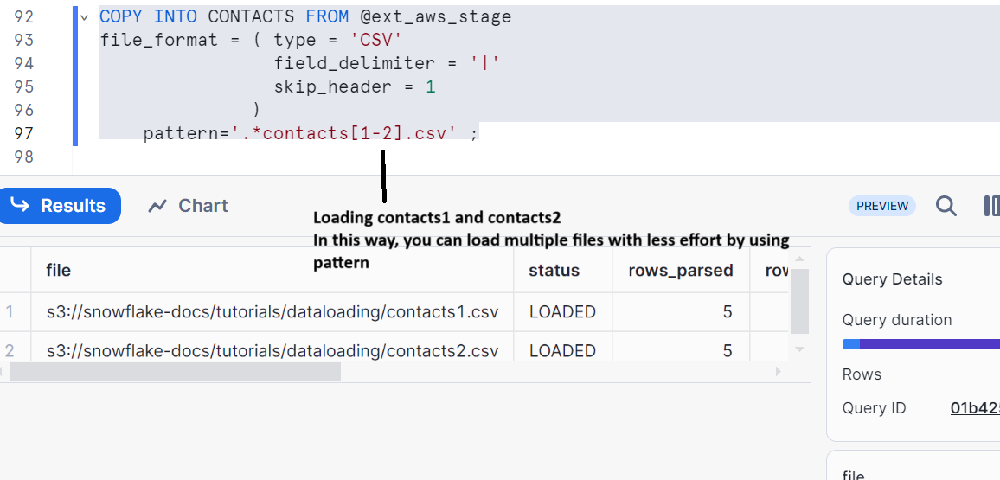 92 COPY INTO CONTACTS FROM @ext_aws_stage
93 file_format = ( type = 'CSV'
94 field_delimiter = '|'
95 skip_header = 1
96 )
97 pattern='.*contacts[1-2].csv' ;
98
Results
Chart
PREVIEW
Loading contacts1 and contacts2
In this way, you can load multiple files with less effort by using
pattern
file status rows_parsed
1 s3://snowflake-docs/tutorials/dataloading/contacts1.csv LOADED 5
2 s3://snowflake-docs/tutorials/dataloading/contacts2.csv LOADED 5
Query Details
Query duration
Rows
Query ID 01b425
file